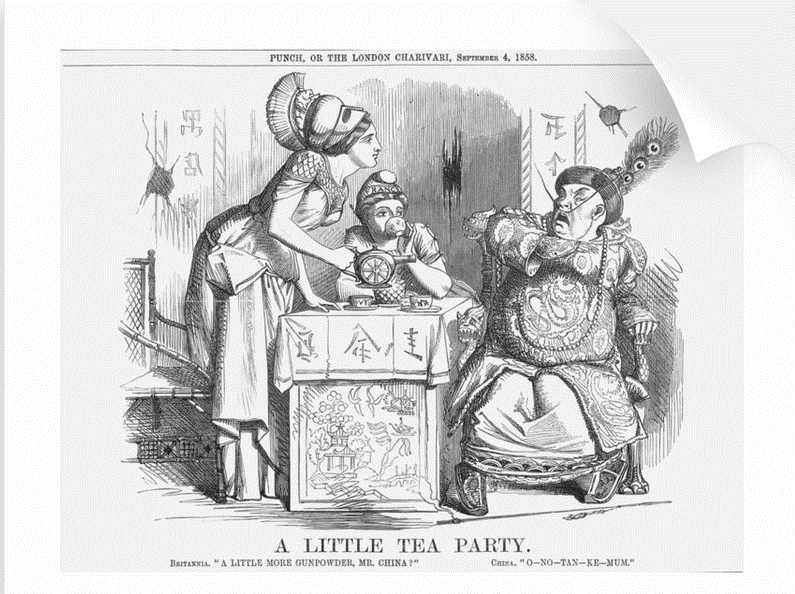 PUNCH, OR THE LONDON CHARIVARI, SEPTEMBER 4, 1858.
A LITTLE TEA PARTY.
BRITANNIA. "A LITTLE MORE GUNPOWDER, MR. CHINA?" CHINA. "O—NO—TAN—KE—MUM."